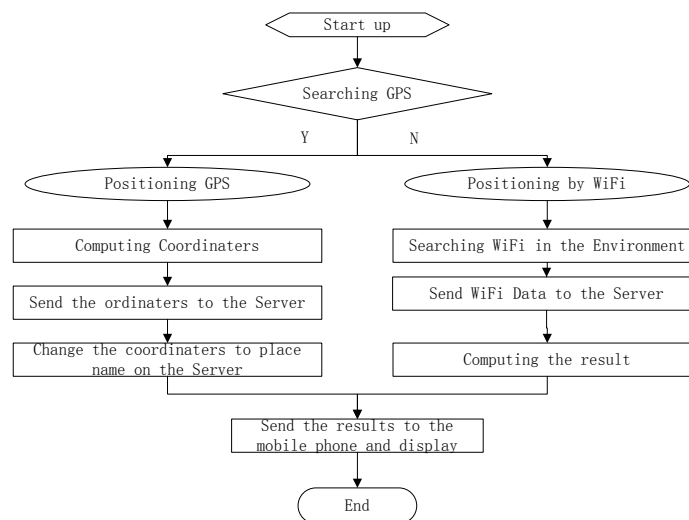 Start up
Searching GPS
Y
N
Positioning GPS
Positioning by WiFi
Computing Coordinaters
Searching WiFi in the Environment
Send the ordinaters to the Server
Send WiFi Data to the Server
Change the coordinaters to place
name on the Server
Computing the result
Send the results to the
mobile phone and display
End